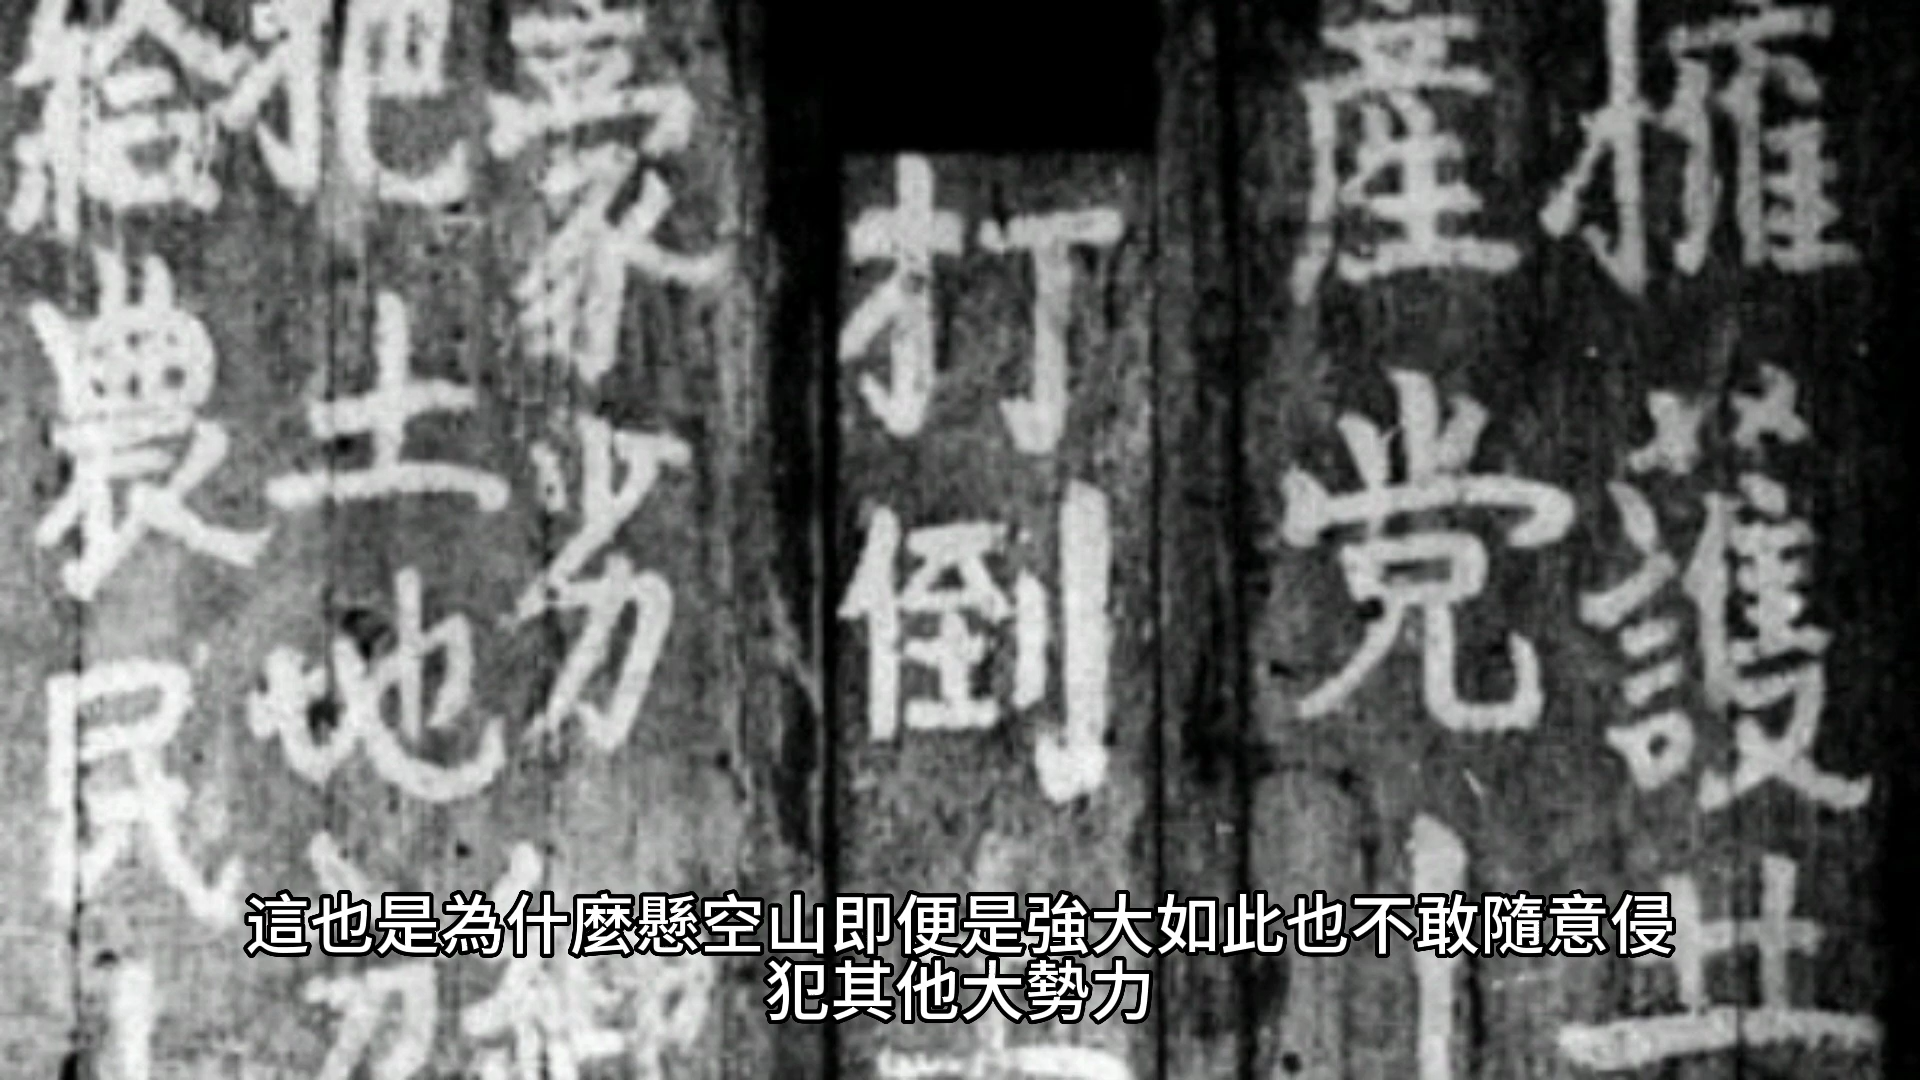 擁護
產党
打倒
豪劣
把土地
給農民
這也是為什麼懸空山即便是強大如此也不敢隨意侵
犯其他大勢力